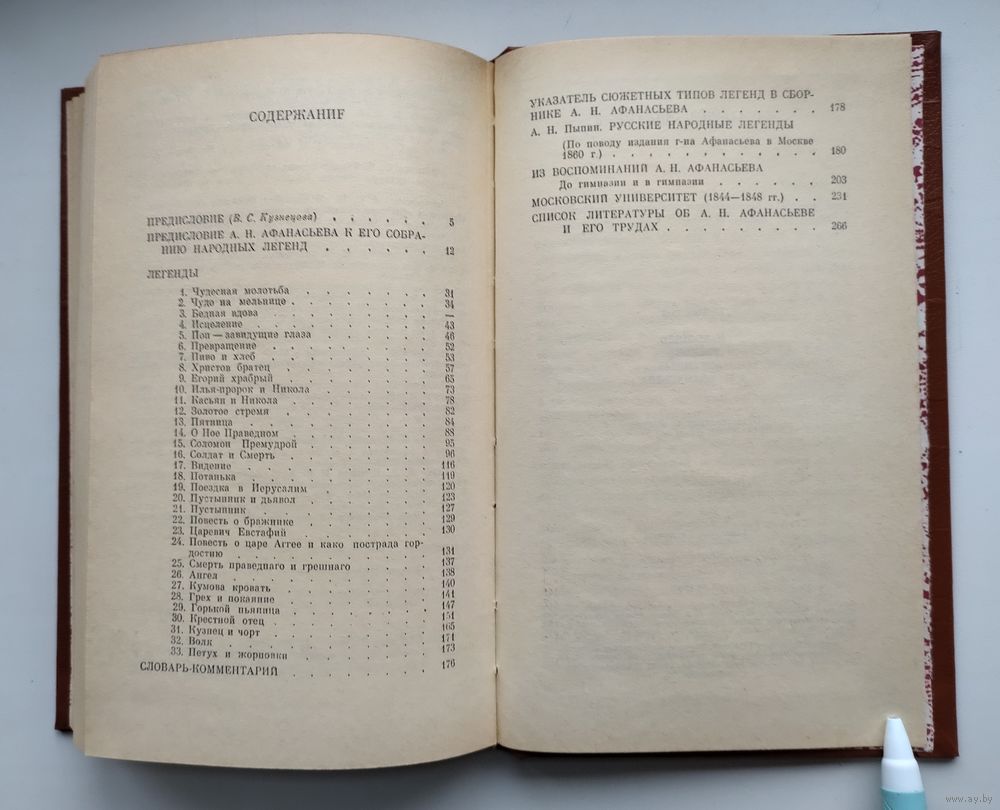 СОДЕРЖАНИЕ
ПРЕДИСЛОВИЕ (В. С. Кузнецова) . . . . . . 5
ПРЕДИСЛОВИЕ А. Н. АФАНАСЬЕВА К ЕГО СОБРА-
НИЮ НАРОДНЫХ ЛЕГЕНД . . . . . . 12
ЛЕГЕНДЫ
1. Чудесная молотьба . . . . . . 31
2. Чудо на мельнице . . . . . . 34
3. Бедная вдова . . . . . . —
4. Исцеление . . . . . . 43
5. Поп — завидущие глаза . . . . . . 46
6. Превращение . . . . . . 52
7. Пиво и хлеб . . . . . . 53
8. Христов братец . . . . . . 57
9. Егорий храбрый . . . . . . 65
10. Илья-пророк и Никола . . . . . . 73
11. Касьян и Никола . . . . . . 78
12. Золотое стремя . . . . . . 82
13. Пятница . . . . . . 84
14. О Ное Праведном . . . . . . 88
15. Соломон Премудрой . . . . . . 95
16. Солдат и Смерть . . . . . . 96
17. Видение . . . . . . 116
18. Потанька . . . . . . 119
19. Поездка в Иерусалим . . . . . . 120
20. Пустынник и дьявол . . . . . . 123
21. Пустынник . . . . . . 127
22. Повесть о бражнике . . . . . . 129
23. Царевич Евстафий . . . . . . 130
24. Повесть о царе Аггее и како пострада гор-
достию . . . . . . 131
25. Смерть праведнаго и грешнаго . . . . . . 137
26. Ангел . . . . . . 138
27. Кумова кровать . . . . . . 140
28. Грех и покаяние . . . . . . 141
29. Горькой пьяница . . . . . . 147
30. Крестной отец . . . . . . 151
31. Кузнец и чорт . . . . . . 165
32. Волк . . . . . . 171
33. Петух и жорновки . . . . . . 173
СЛОВАРЬ-КОММЕНТАРИЙ . . . . . . 176
УКАЗАТЕЛЬ СЮЖЕТНЫХ ТИПОВ ЛЕГЕНД В СБОР-
НИКЕ А. Н. АФАНАСЬЕВА . . . . . . 178
А. Н. Пыпин. РУССКИЕ НАРОДНЫЕ ЛЕГЕНДЫ
(По поводу издания г-на Афанасьева в Москве
1860 г.) . . . . . . 180
ИЗ ВОСПОМИНАНИЙ А. Н. АФАНАСЬЕВА
До гимназии и в гимназии . . . . . . 203
МОСКОВСКИЙ УНИВЕРСИТЕТ (1844—1848 гг.) . . 231
СПИСОК ЛИТЕРАТУРЫ ОБ А. Н. АФАНАСЬЕВЕ
И ЕГО ТРУДАХ . . . . . . 266
www.ay.by